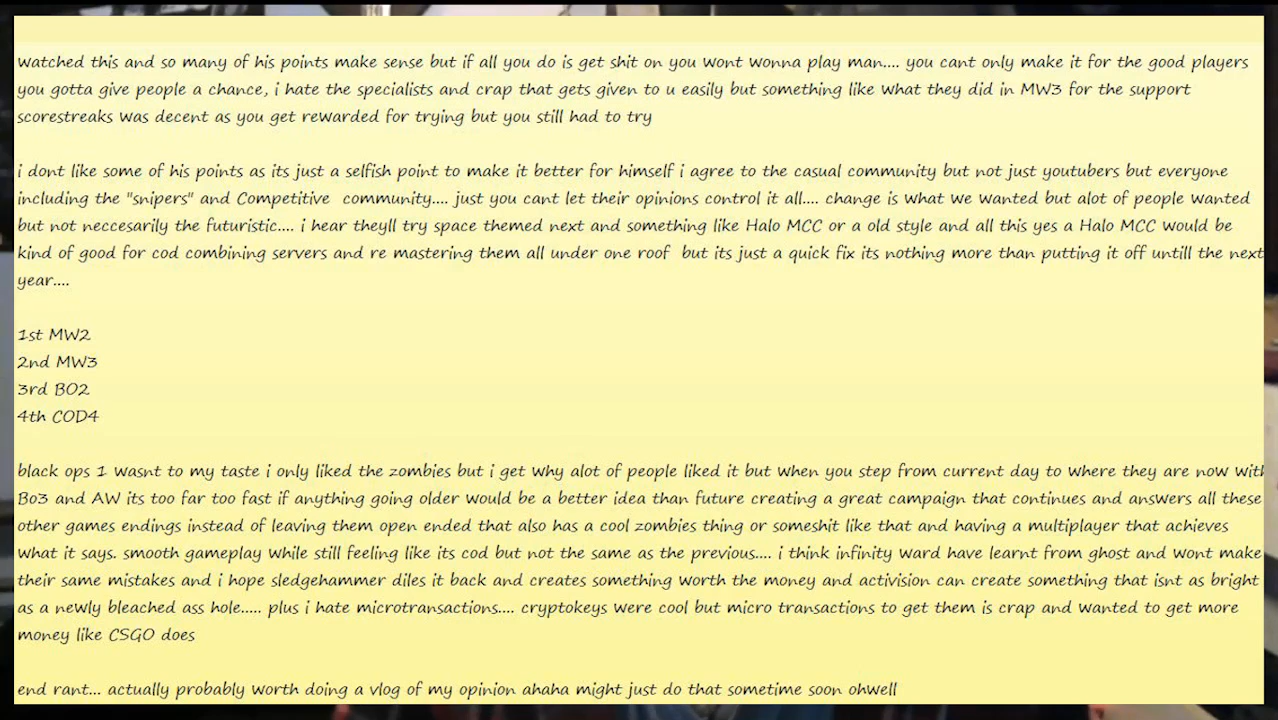 watched this and so many of his points make sense but if all you do is get shit on you wont wonna play man.... you cant only make it for the good players
you gotta give people a chance, i hate the specialists and crap that gets given to u easily but something like what they did in MW3 for the support
scorestreaks was decent as you get rewarded for trying but you still had to try
i dont like some of his points as its just a selfish point to make it better for himself i agree to the casual community but not just youtubers but everyone
including the "snipers" and Competitive community.... just you cant let their opinions control it all.... change is what we wanted but alot of people wanted
but not neccesarily the futuristic.... i hear theyll try space themed next and something like Halo MCC or a old style and all this yes a Halo MCC would be
kind of good for cod combining servers and re mastering them all under one roof but its just a quick fix its nothing more than putting it off untill the next
year....
1st MW2
2nd MW3
3rd BO2
4th COD4
black ops 1 wasnt to my taste i only liked the zombies but i get why alot of people liked it but when you step from current day to where they are now with
Bo3 and AW its too far too fast if anything going older would be a better idea than future creating a great campaign that continues and answers all these
other games endings instead of leaving them open ended that also has a cool zombies thing or someshit like that and having a multiplayer that achieves
what it says. smooth gameplay while still feeling like its cod but not the same as the previous.... i think infinity ward have learnt from ghost and wont make
their same mistakes and i hope sledgehammer diles it back and creates something worth the money and activision can create something that isnt as bright
as a newly bleached ass hole..... plus i hate microtransactions.... cryptokeys were cool but micro transactions to get them is crap and wanted to get more
money like CSGO does
end rant... actually probably worth doing a vlog of my opinion ahaha might just do that sometime soon ohwell